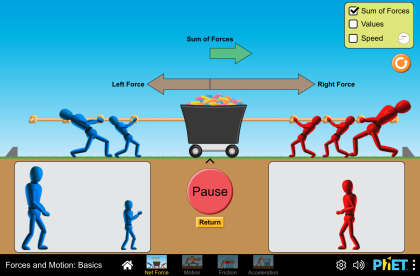 Sum of Forces
Values
Speed
Sum of Forces
Left Force
Right Force
Pause
Return
Forces and Motion: Basics
Net Force
Motion
Friction
Acceleration
PhET